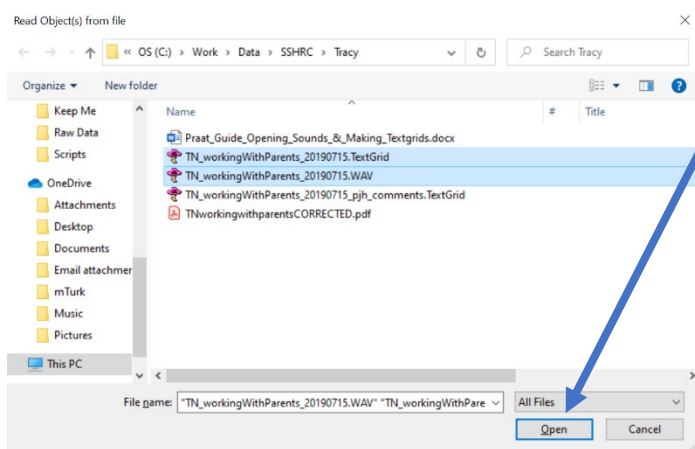 Read Object(s) from file
« OS (C:) › Work › Data › SSHRC › Tracy
Search Tracy
Organize
New folder
Keep Me
Raw Data
Scripts
OneDrive
Attachments
Desktop
Documents
Email attachmer
mTurk
Music
Pictures
This PC
Name # Title
Praat_Guide_Opening_Sounds_&_Making_Textgrids.docx
TN_workingWithParents_20190715.TextGrid
TN_workingWithParents_20190715.WAV
TN_workingWithParents_20190715_pjh_comments.TextGrid
TNworkingwithparentsCORRECTED.pdf
File name: "TN_workingWithParents_20190715.WAV" "TN_workingWithPare
All Files
Open
Cancel